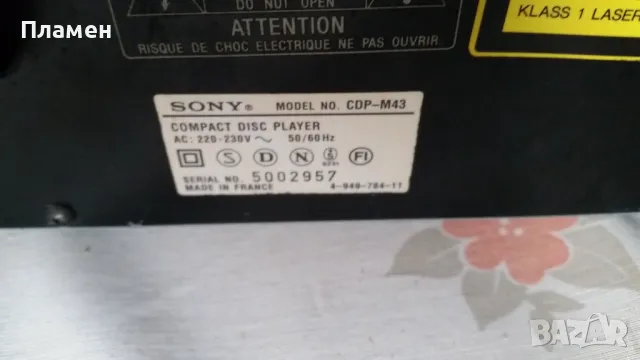 Пламен
DO NOT OPEN
ATTENTION
RISQUE DE CHOC ELECTRIQUE NE PAS OUVRIR
KLASS 1 LASER
SONY® MODEL NO. CDP-M43
COMPACT DISC PLAYER
AC: 220-230V ~ 50/60Hz
S D N FI
SERIAL NO. 5002957
MADE IN FRANCE 4-949-784-11
BAZAR